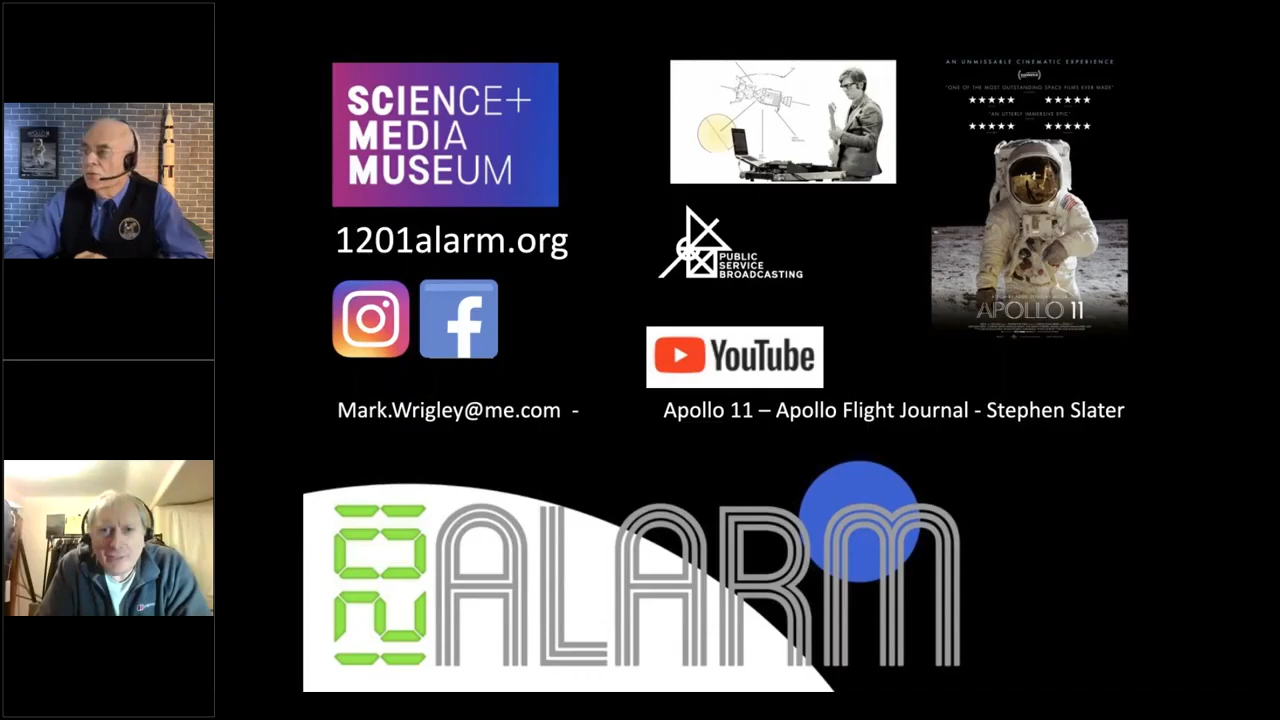 SCIENCE+
MEDIA
MUSEUM
1201alarm.org
Mark.Wrigley@me.com -
PUBLIC
SERVICE
BROADCASTING
YouTube
Apollo 11 – Apollo Flight Journal - Stephen Slater
AN UNMISSABLE CINEMATIC EXPERIENCE
"ONE OF THE MOST OUTSTANDING SPACE FILMS EVER MADE"
"AN UTTERLY IMMERSIVE EPIC"
APOLLO 11
1201 ALARM